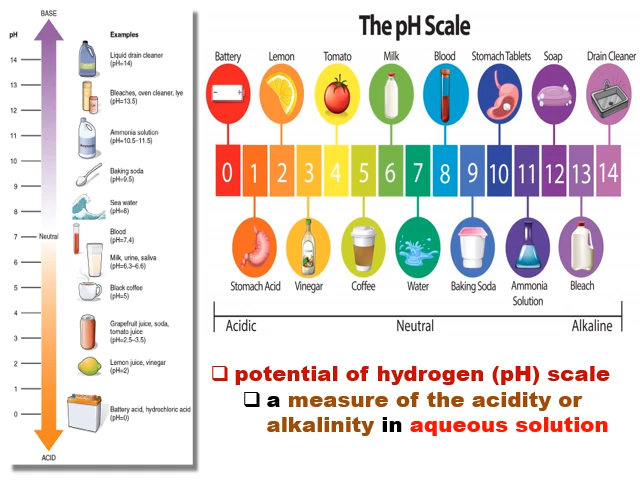 BASE
pH
Examples
14
Liquid drain cleaner
(pH=14)
13
Bleaches, oven cleaner, lye
(pH=13.5)
12
11
Ammonia solution
(pH=10.5-11.5)
10
Baking soda
(pH=9.5)
9
8
Sea water
(pH=8)
7
Neutral
Blood
(pH=7.4)
6
Milk, urine, saliva
(pH=6.3-6.6)
5
Black coffee
(pH=5)
4
3
Grapefruit juice, soda,
tomato juice
(pH=2.5-3.5)
2
Lemon juice, vinegar
(pH=2)
1
0
Battery acid, hydrochloric acid
(pH=0)
ACID
The pH Scale
Battery Lemon Tomato Milk Blood Stomach Tablets Soap Drain Cleaner
0 1 2 3 4 5 6 7 8 9 10 11 12 13 14
Stomach Acid Vinegar Coffee Water Baking Soda Ammonia Bleach
Solution
Acidic Neutral Alkaline
❑ potential of hydrogen (pH) scale
❑ a measure of the acidity or
alkalinity in aqueous solution